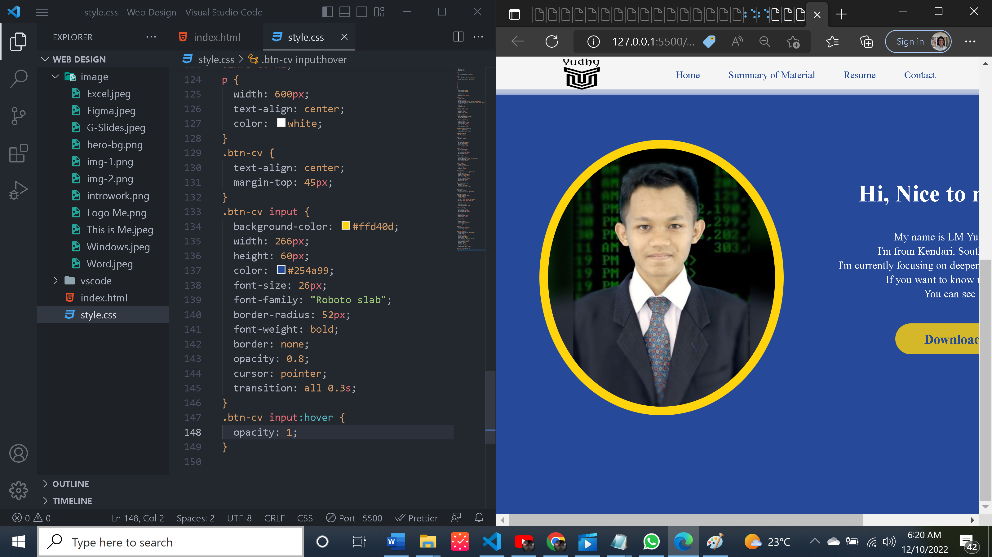 style.css - Web Design - Visual Studio Code
EXPLORER
WEB DESIGN
image
Excel.jpeg
Figma.jpeg
G-Slides.jpeg
hero-bg.png
img-1.png
img-2.png
introwork.png
Logo Me.png
This is Me.jpeg
Windows.jpeg
Word.jpeg
vscode
index.html
style.css
OUTLINE
TIMELINE
index.html
style.css
style.css > .btn-cv input:hover
124 p {
125 width: 600px;
126 text-align: center;
127 color: white;
128 }
129 .btn-cv {
130 text-align: center;
131 margin-top: 45px;
132 }
133 .btn-cv input {
134 background-color: #ffd40d;
135 width: 266px;
136 height: 60px;
137 color: #254a99;
138 font-size: 26px;
139 font-family: "Roboto slab";
140 border-radius: 52px;
141 font-weight: bold;
142 border: none;
143 opacity: 0.8;
144 cursor: pointer;
145 transition: all 0.3s;
146 }
147 .btn-cv input:hover {
148 opacity: 1;
149 }
150
0 0
Ln 148, Col 2 Spaces: 2 UTF-8 CRLF CSS Port : 5500 Prettier
127.0.0.1:5500/...
Sign in
Yudhy
Home Summary of Material Resume Contact
Hi, Nice to
My name is LM Yu
I'm from Kendari, Sout
I'm currently focusing on deeper
If you want to know
You can see
Download
Type here to search
23°C
6:20 AM
12/10/2022
42